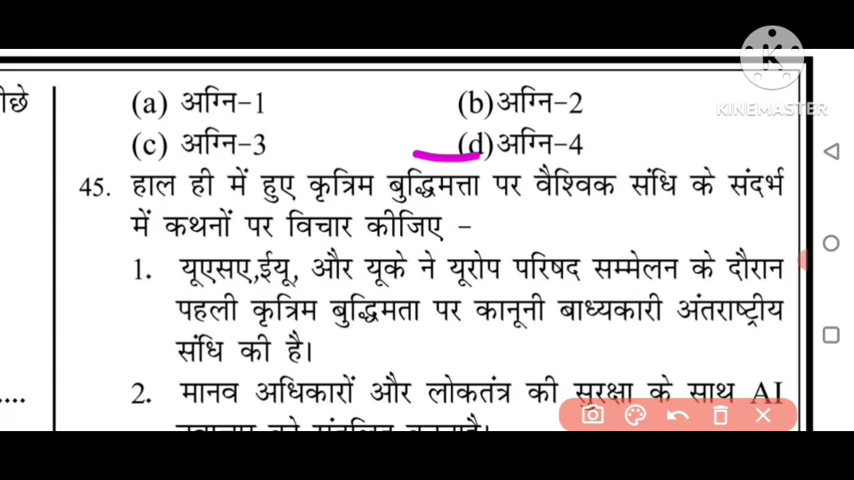 KINEMASTER
(a) अग्नि-1 (b) अग्नि-2
(c) अग्नि-3 (d) अग्नि-4
45. हाल ही में हुए कृत्रिम बुद्धिमत्ता पर वैश्विक संधि के संदर्भ
में कथनों पर विचार कीजिए -
1. यूएसए,ईयू, और यूके ने यूरोप परिषद सम्मेलन के दौरान
पहली कृत्रिम बुद्धिमता पर कानूनी बाध्यकारी अंतराष्ट्रीय
संधि की है।
....
2. मानव अधिकारों और लोकतंत्र की सुरक्षा के साथ AI